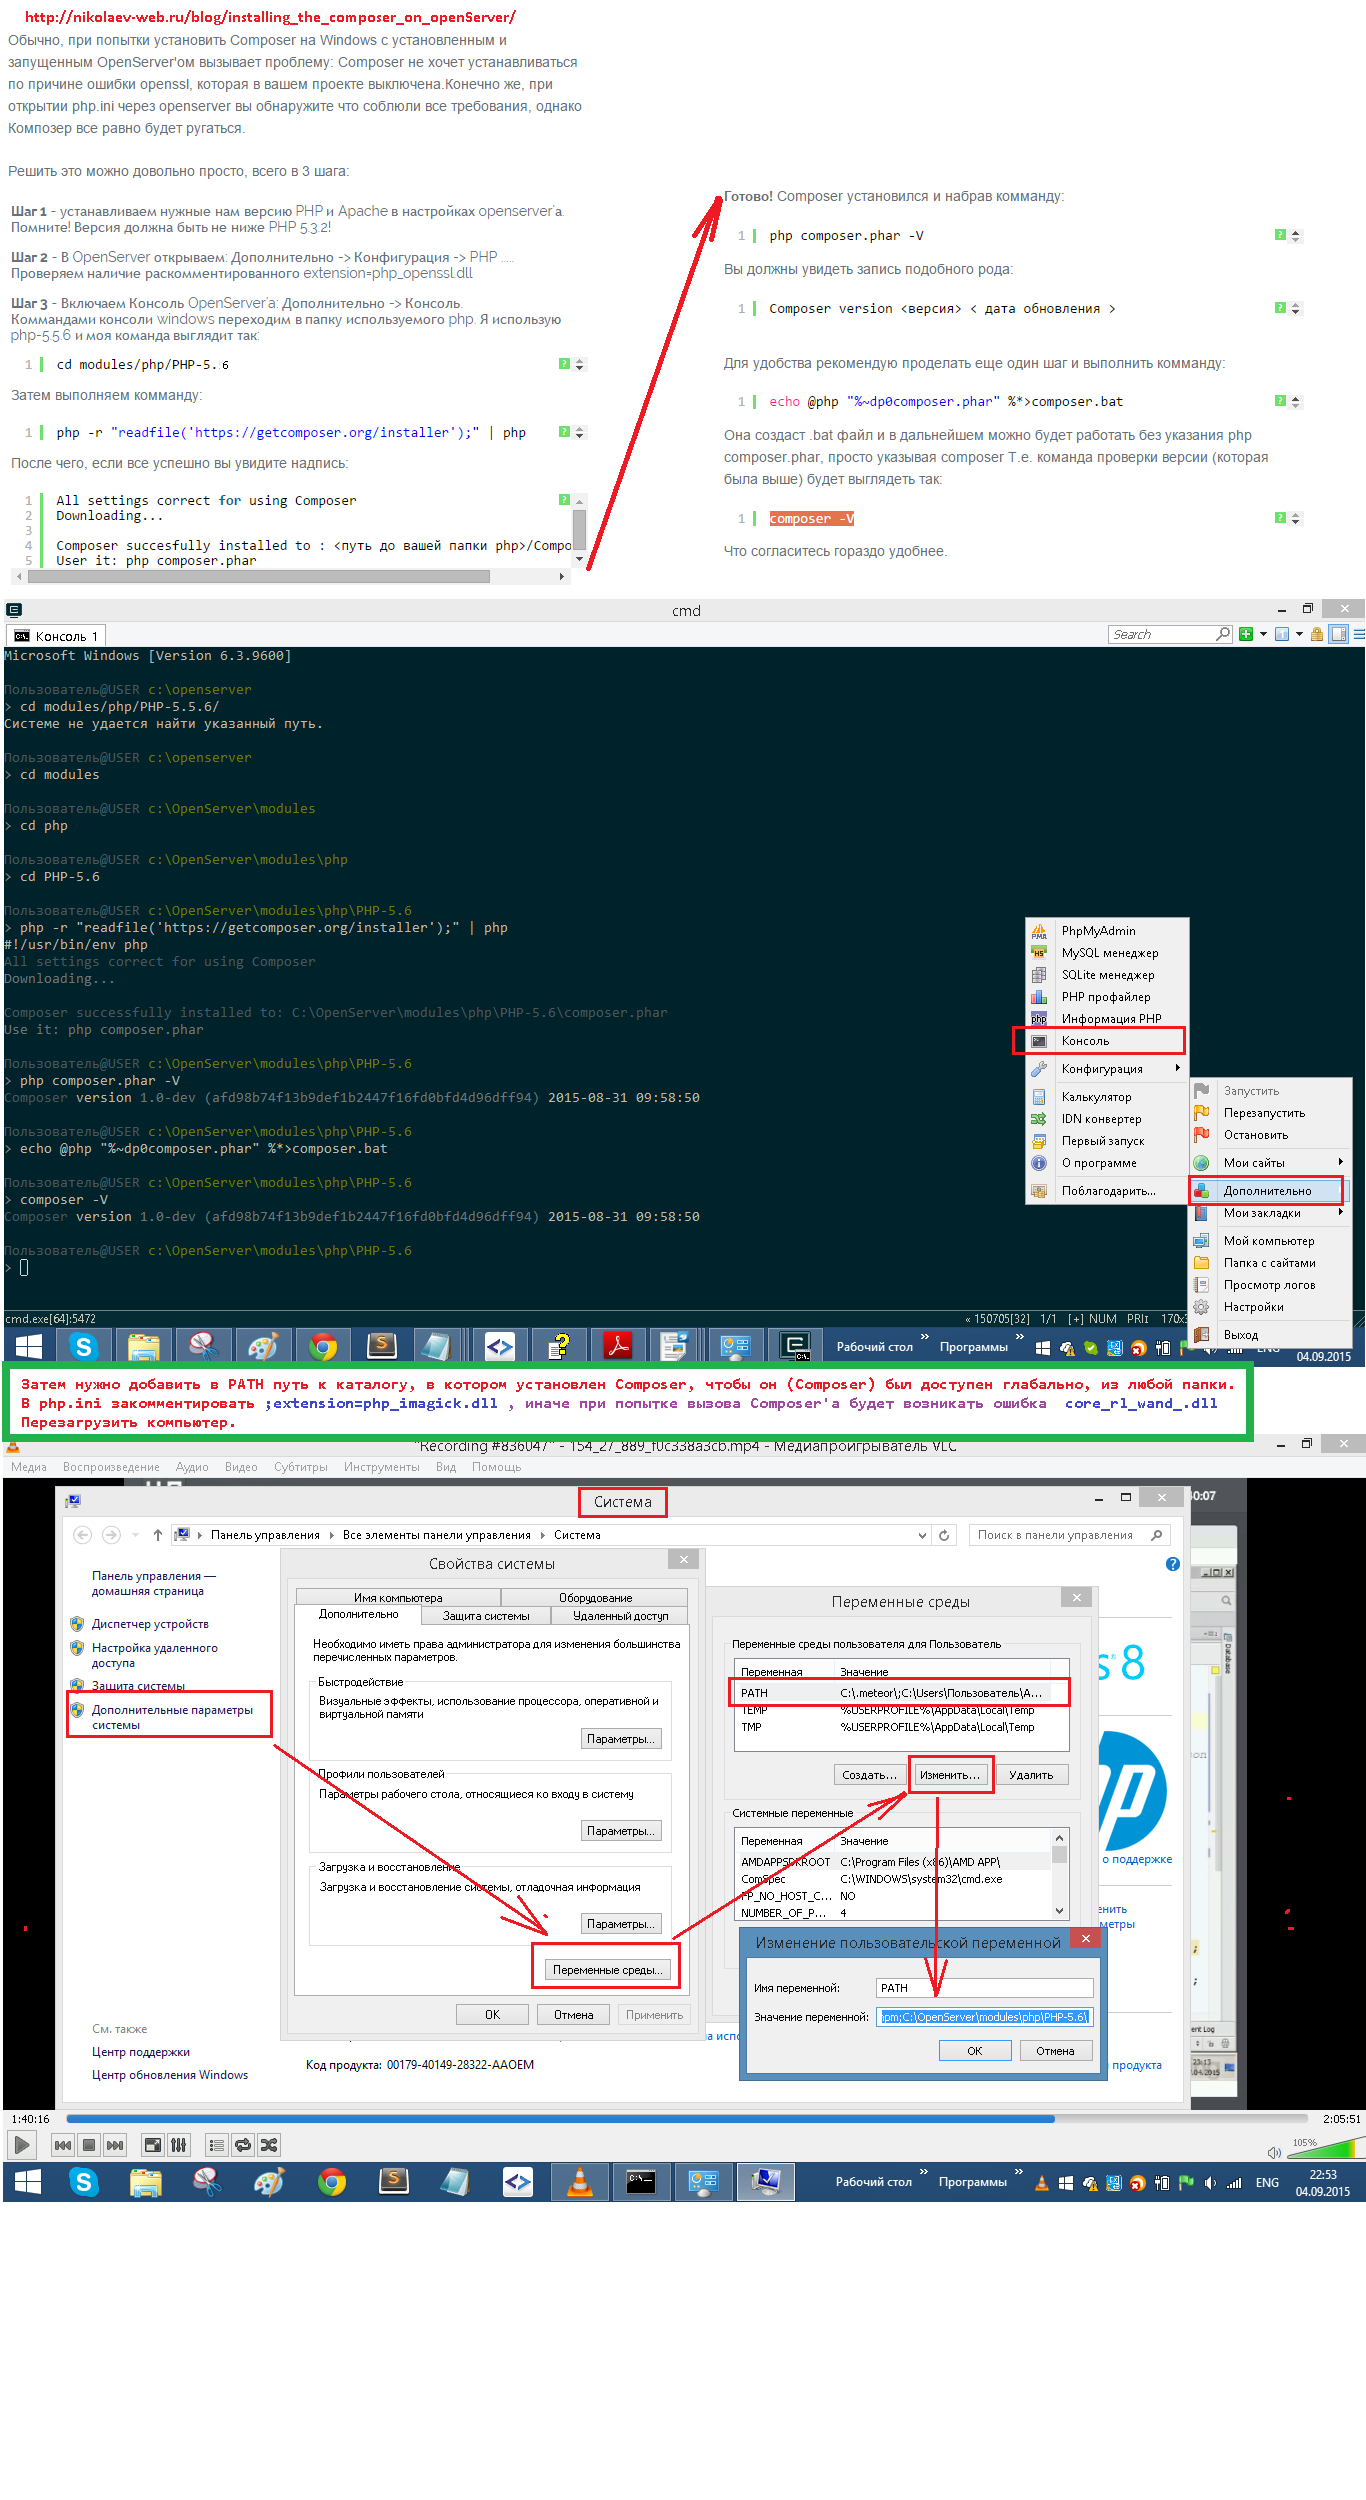 http://nikolaev-web.ru/blog/installing_the_composer_on_openServer/
Обычно, при попытки установить Composer на Windows с установленным и
запущенным OpenServer'ом вызывает проблему: Composer не хочет устанавливаться
по причине ошибки openssl, которая в вашем проекте выключена.Конечно же, при
открытии php.ini через openserver вы обнаружите что соблюли все требования, однако
Композер все равно будет ругаться.
Решить это можно довольно просто, всего в 3 шага:
Шаг 1 - устанавливаем нужные нам версию PHP и Apache в настройках openserver'a.
Помните! Версия должна быть не ниже PHP 5.3.2!
Шаг 2 - В OpenServer открываем: Дополнительно -> Конфигурация -> PHP .....
Проверяем наличие раскомментированного extension=php_openssl.dll
Шаг 3 - Включаем Консоль OpenServer'a: Дополнительно -> Консоль.
Коммандами консоли windows переходим в папку используемого php. Я использую
php-5.5.6 и моя команда выглядит так:
1 cd modules/php/PHP-5.6
Затем выполняем комманду:
1 php -r "readfile('https://getcomposer.org/installer');" | php
После чего, если все успешно вы увидите надпись:
1 All settings correct for using Composer
2 Downloading...
3
4 Composer succesfully installed to : <путь до вашей папки php>/Compo
5 User it: php composer.phar
Готово! Composer установился и набрав комманду:
1 php composer.phar -V
Вы должны увидеть запись подобного рода:
1 Composer version <версия> < дата обновления >
Для удобства рекомендую проделать еще один шаг и выполнить комманду:
1 echo @php "%~dp0composer.phar" %*>composer.bat
Она создаст .bat файл и в дальнейшем можно будет работать без указания php
composer.phar, просто указывая composer Т.е. команда проверки версии (которая
была выше) будет выглядеть так:
1 composer -V
Что согласитесь гораздо удобнее.
cmd
Консоль 1
Search
Microsoft Windows [Version 6.3.9600]
Пользователь@USER c:\openserver
> cd modules/php/PHP-5.5.6/
Системе не удается найти указанный путь.
Пользователь@USER c:\openserver
> cd modules
Пользователь@USER c:\OpenServer\modules
> cd php
Пользователь@USER c:\OpenServer\modules\php
> cd PHP-5.6
Пользователь@USER c:\OpenServer\modules\php\PHP-5.6
> php -r "readfile('https://getcomposer.org/installer');" | php
#!/usr/bin/env php
All settings correct for using Composer
Downloading...
Composer successfully installed to: C:\OpenServer\modules\php\PHP-5.6\composer.phar
Use it: php composer.phar
Пользователь@USER c:\OpenServer\modules\php\PHP-5.6
> php composer.phar -V
Composer version 1.0-dev (afd98b74f13b9def1b2447f16fd0bfd4d96dff94) 2015-08-31 09:58:50
Пользователь@USER c:\OpenServer\modules\php\PHP-5.6
> echo @php "%~dp0composer.phar" %*>composer.bat
Пользователь@USER c:\OpenServer\modules\php\PHP-5.6
> composer -V
Composer version 1.0-dev (afd98b74f13b9def1b2447f16fd0bfd4d96dff94) 2015-08-31 09:58:50
Пользователь@USER c:\OpenServer\modules\php\PHP-5.6
>
PhpMyAdmin
MySQL менеджер
SQLite менеджер
PHP профайлер
Информация PHP
Консоль
Конфигурация
Калькулятор
IDN конвертер
Первый запуск
О программе
Поблагодарить...
Запустить
Перезапустить
Остановить
Мои сайты
Дополнительно
Мои закладки
Мой компьютер
Папка с сайтами
Просмотр логов
Настройки
Выход
cmd.exe[64];5472
« 150705[32] 1/1 [+] NUM PRI‡ 170x3
Рабочий стол » Программы » ENG
04.09.2015
Затем нужно добавить в PATH путь к каталогу, в котором установлен Composer, чтобы он (Composer) был доступен глабально, из любой папки.
В php.ini закомментировать ;extension=php_imagick.dll , иначе при попытке вызова Composer'а будет возникать ошибка core_rl_wand_.dll
Перезагрузить компьютер.
"Recording #836047" - 154_27_889_f0c338a3cb.mp4 - Медиапроигрыватель VLC
Медиа Воспроизведение Аудио Видео Субтитры Инструменты Вид Помощь
Система
Панель управления Все элементы панели управления Система
Поиск в панели управления
Панель управления —
домашняя страница
Диспетчер устройств
Настройка удаленного
доступа
Защита системы
Дополнительные параметры
системы
См. также
Центр поддержки
Центр обновления Windows
Свойства системы
Имя компьютера Оборудование
Дополнительно Защита системы Удаленный доступ
Необходимо иметь права администратора для изменения большинства
перечисленных параметров.
Быстродействие
Визуальные эффекты, использование процессора, оперативной и
виртуальной памяти
Параметры...
Профили пользователей
Параметры рабочего стола, относящиеся ко входу в систему
Параметры...
Загрузка и восстановление
Загрузка и восстановление системы, отладочная информация
Параметры...
Переменные среды...
OK Отмена Применить
Код продукта: 00179-40149-28322-AAOEM
Переменные среды
Переменные среды пользователя для Пользователь
Переменная Значение
PATH C:\.meteor\;C:\Users\Пользователь\A...
TEMP %USERPROFILE%\AppData\Local\Temp
TMP %USERPROFILE%\AppData\Local\Temp
Создать... Изменить... Удалить
Системные переменные
Переменная Значение
AMDAPPSDKROOT C:\Program Files (x86)\AMD APP\
ComSpec C:\WINDOWS\system32\cmd.exe
FP_NO_HOST_C... NO
NUMBER_OF_P... 4
Изменение пользовательской переменной
Имя переменной: PATH
Значение переменной: npm;C:\OpenServer\modules\php\PHP-5.6\
OK Отмена
s 8
hp
о поддержке
енить
метры
а испо
продукта
40:07
Database
ent Log
23:13
.04.2015
1:40:16
2:05:51
105%
Рабочий стол » Программы » ENG
22:53
04.09.2015